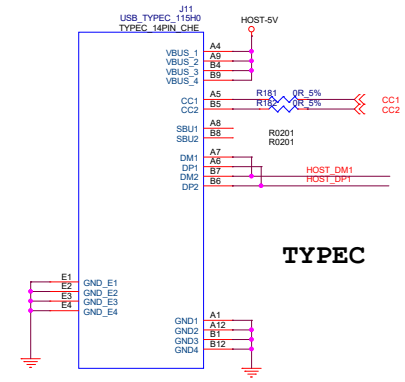 J11
USB_TYPEC_115H0
TYPEC_14PIN_CHE
HOST-5V
VBUS_1 A4
VBUS_2 A9
VBUS_3 B4
VBUS_4 B9
CC1 A5 R181 0R_5% CC1
CC2 B5 R182 0R_5% CC2
SBU1 A8 R0201
SBU2 B8 R0201
DM1 A7
DP1 A6
DM2 B7 HOST_DM1
DP2 B6 HOST_DP1
TYPEC
E1 GND_E1
E2 GND_E2
E3 GND_E3
E4 GND_E4
GND1 A1
GND2 A12
GND3 B1
GND4 B12